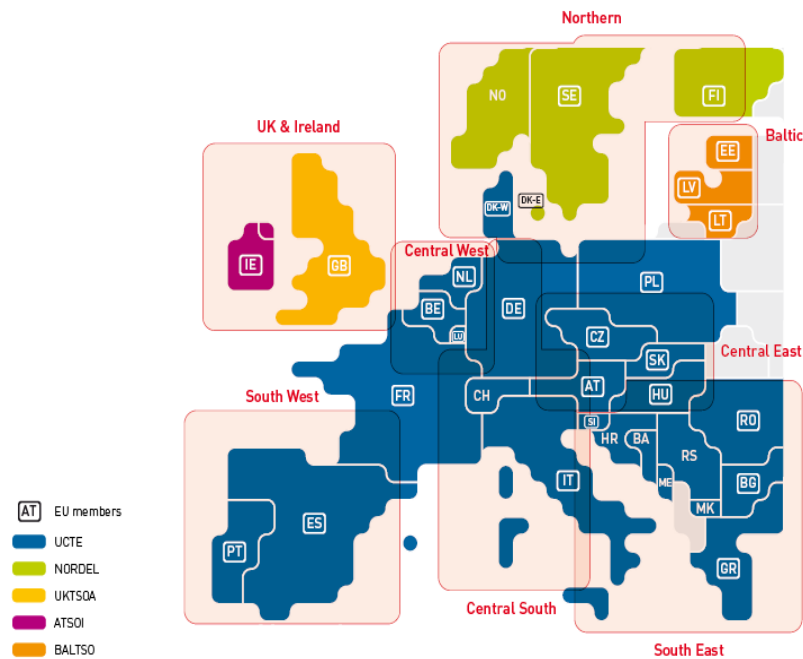 Northern
UK & Ireland
NO
SE
FI
Baltic
EE
LV
LT
DK-W
DK-E
IE
GB
Central West
NL
BE
LU
DE
PL
CZ
SK
Central East
AT
HU
CH
FR
South West
SI
HR
BA
RS
RO
ME
MK
BG
IT
ES
PT
GR
Central South
South East
AT EU members
UCTE
NORDEL
UKTSOA
ATSOI
BALTSO